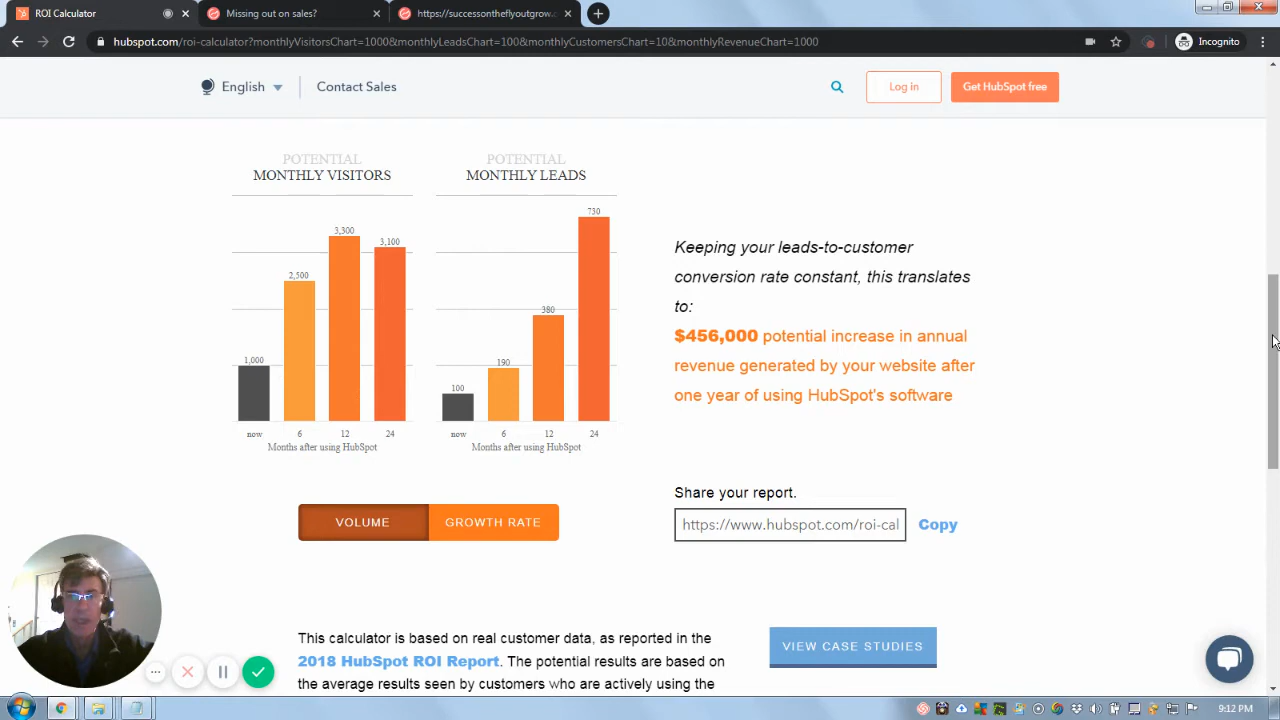 ROI Calculator
Missing out on sales?
https://successontheflyoutgrow.
hubspot.com/roi-calculator?monthlyVisitorsChart=1000&monthlyLeadsChart=100&monthlyCustomersChart=10&monthlyRevenueChart=1000
Incognito
English
Contact Sales
Log in
Get HubSpot free
POTENTIAL
MONTHLY VISITORS
3,300
3,100
2,500
1,000
now 6 12 24
Months after using HubSpot
POTENTIAL
MONTHLY LEADS
730
380
190
100
now 6 12 24
Months after using HubSpot
Keeping your leads-to-customer
conversion rate constant, this translates
to:
$456,000 potential increase in annual
revenue generated by your website after
one year of using HubSpot's software
VOLUME
GROWTH RATE
Share your report.
https://www.hubspot.com/roi-cal
Copy
This calculator is based on real customer data, as reported in the
2018 HubSpot ROI Report. The potential results are based on
the average results seen by customers who are actively using the
VIEW CASE STUDIES
9:12 PM